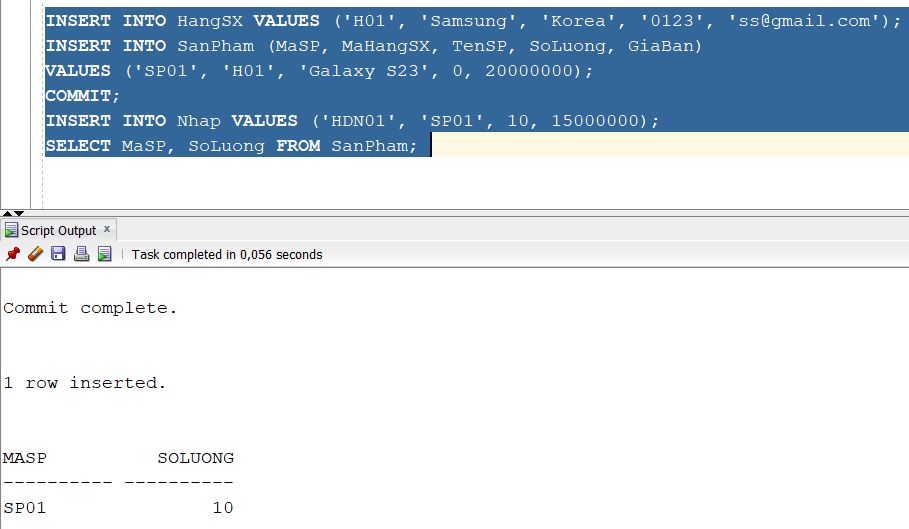 INSERT INTO HangSX VALUES ('H01', 'Samsung', 'Korea', '0123', 'ss@gmail.com');
INSERT INTO SanPham (MaSP, MaHangSX, TenSP, SoLuong, GiaBan)
VALUES ('SP01', 'H01', 'Galaxy S23', 0, 20000000);
COMMIT;
INSERT INTO Nhap VALUES ('HDN01', 'SP01', 10, 15000000);
SELECT MaSP, SoLuong FROM SanPham;
Script Output x
Task completed in 0,056 seconds
Commit complete.
1 row inserted.
MASP SOLUONG
---------- ----------
SP01 10